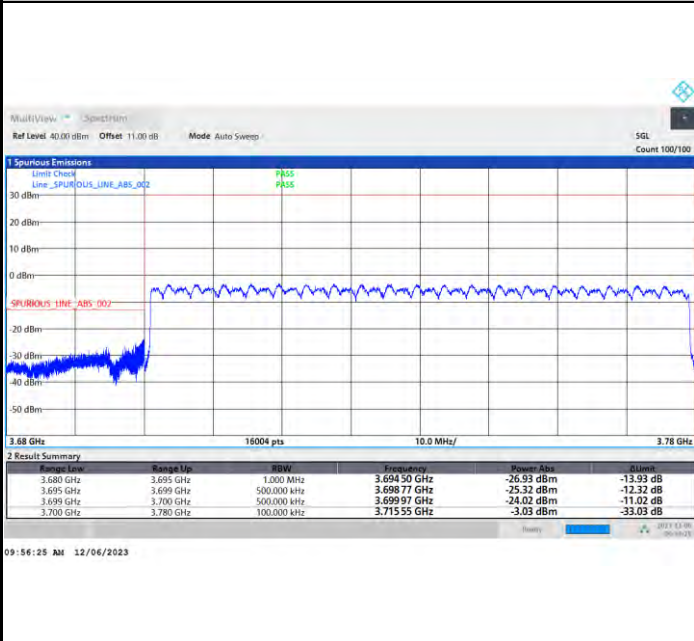 MultiView Spectrum
Ref Level 40.00 dBm Offset 11.00 dB Mode Auto Sweep SGL
Count 100/100
1 Spurious Emissions
Limit Check PASS
Line _SPURIOUS_LINE_ABS_002 PASS
30 dBm
20 dBm
10 dBm
0 dBm
SPURIOUS_LINE_ABS_002
-20 dBm
-30 dBm
-40 dBm
-50 dBm
3.68 GHz 16004 pts 10.0 MHz/ 3.78 GHz
2 Result Summary
Range Low Range Up RBW Frequency Power Abs ΔLimit
3.680 GHz 3.695 GHz 1.000 MHz 3.694 50 GHz -26.93 dBm -13.93 dB
3.695 GHz 3.699 GHz 500.000 kHz 3.698 77 GHz -25.32 dBm -12.32 dB
3.699 GHz 3.700 GHz 500.000 kHz 3.699 97 GHz -24.02 dBm -11.02 dB
3.700 GHz 3.780 GHz 100.000 kHz 3.715 55 GHz -3.03 dBm -33.03 dB
Ready
09:56:25 AM 12/06/2023